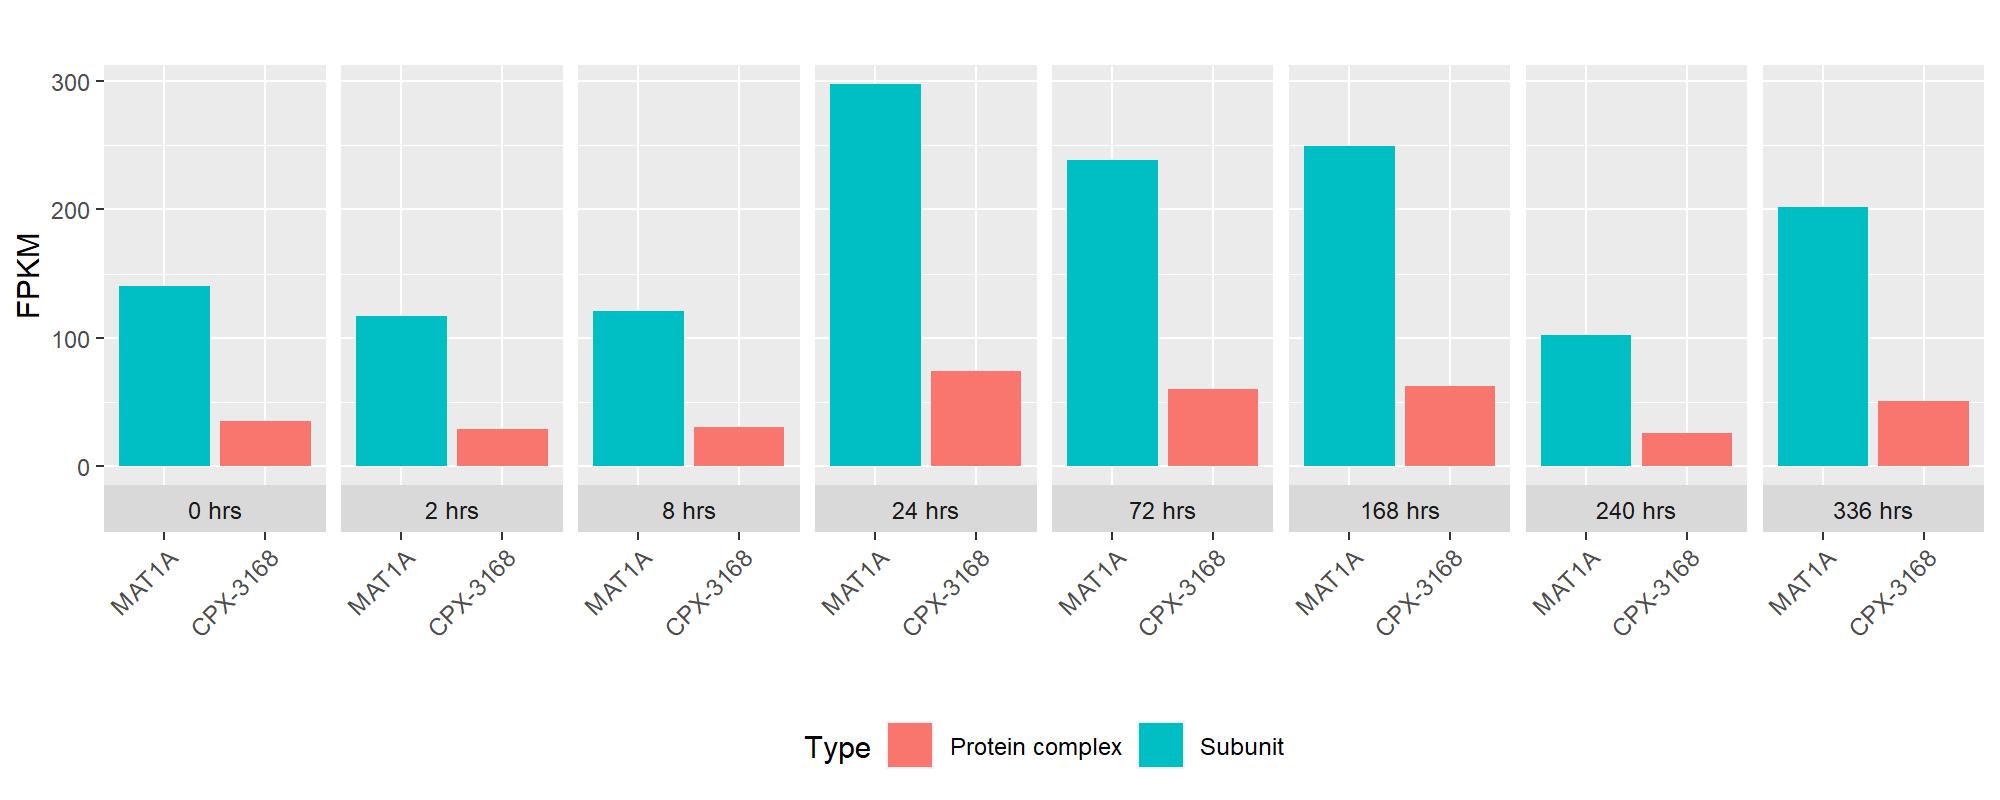 FPKM
300
200
100
0
0 hrs 2 hrs 8 hrs 24 hrs 72 hrs 168 hrs 240 hrs 336 hrs
MAT1A CPX-3168 MAT1A CPX-3168 MAT1A CPX-3168 MAT1A CPX-3168 MAT1A CPX-3168 MAT1A CPX-3168 MAT1A CPX-3168 MAT1A CPX-3168
Type Protein complex Subunit